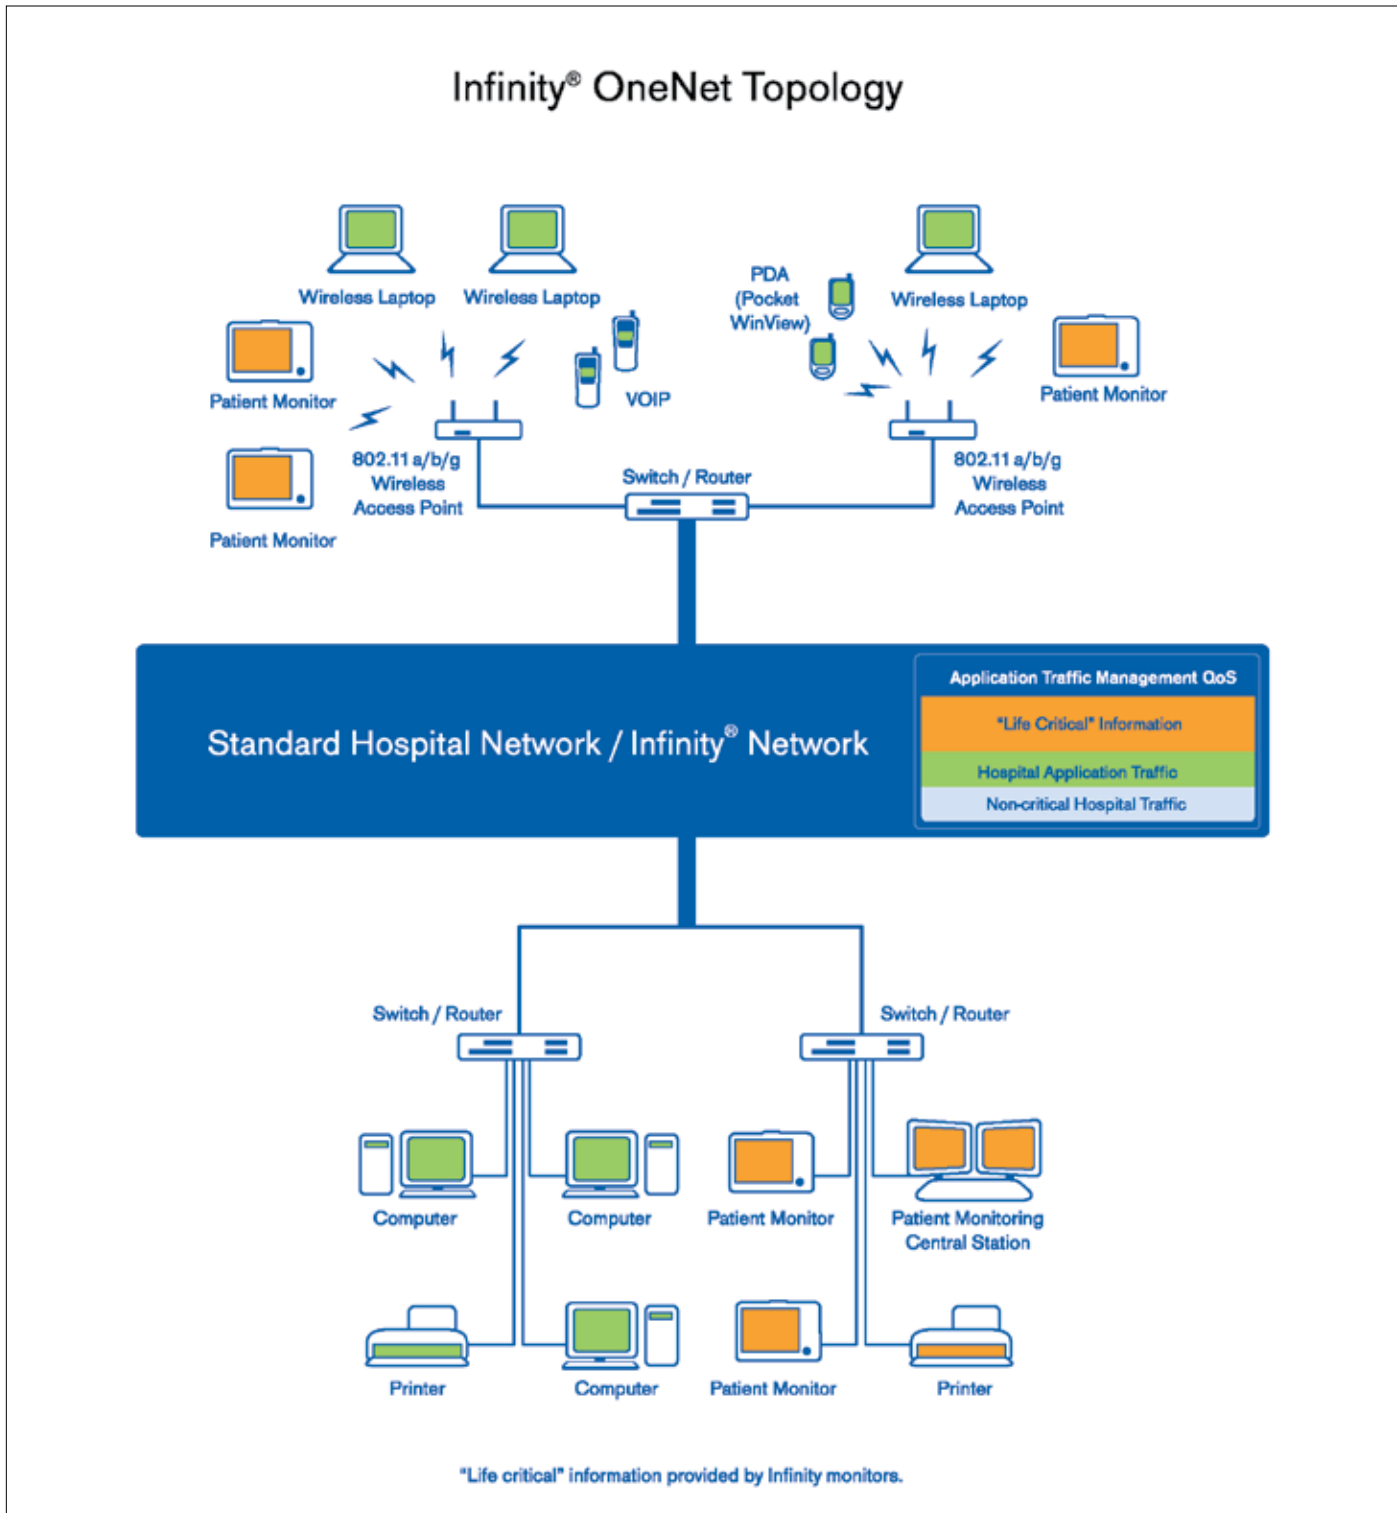 Infinity® OneNet Topology
Wireless Laptop
Wireless Laptop
PDA
(Pocket
WinView)
Wireless Laptop
Patient Monitor
VOIP
Patient Monitor
802.11 a/b/g
Wireless
Access Point
Switch / Router
802.11 a/b/g
Wireless
Access Point
Patient Monitor
Standard Hospital Network / Infinity® Network
Application Traffic Management QoS
"Life Critical" Information
Hospital Application Traffic
Non-critical Hospital Traffic
Switch / Router
Switch / Router
Computer
Computer
Patient Monitor
Patient Monitoring
Central Station
Printer
Computer
Patient Monitor
Printer
"Life critical" information provided by Infinity monitors.